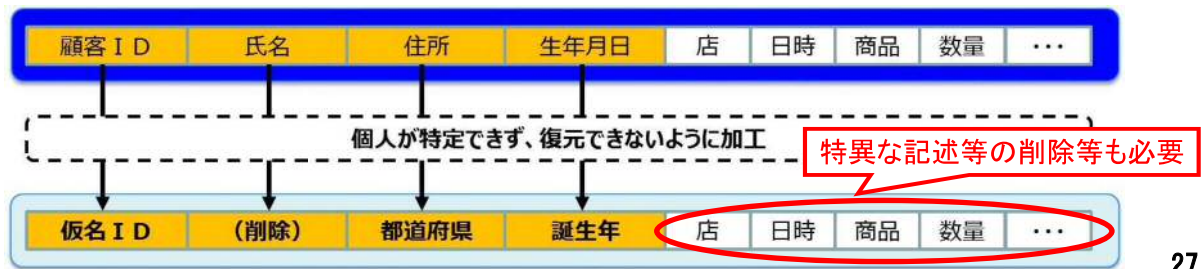 顧客ID 氏名 住所 生年月日 店 日時 商品 数量 ･･･
個人が特定できず、復元できないように加工
特異な記述等の削除等も必要
仮名ID (削除) 都道府県 誕生年 店 日時 商品 数量 ･･･
27